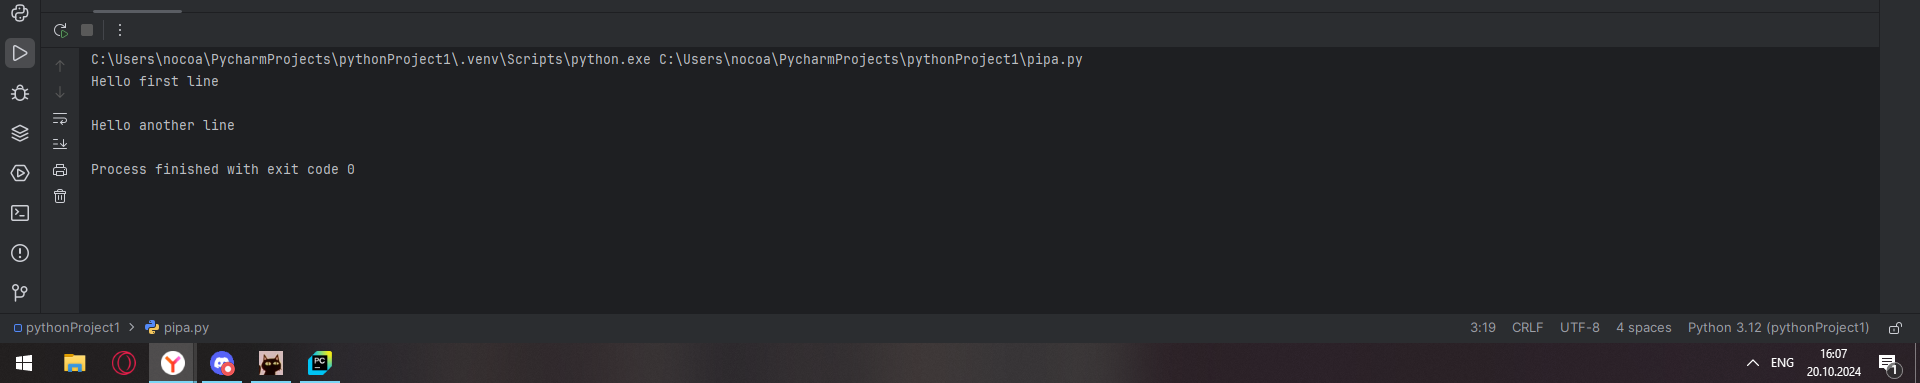 C:\Users\nocoa\PycharmProjects\pythonProject1\.venv\Scripts\python.exe C:\Users\nocoa\PycharmProjects\pythonProject1\pipa.py
Hello first line
Hello another line
Process finished with exit code 0
pythonProject1 > pipa.py
3:19 CRLF UTF-8 4 spaces Python 3.12 (pythonProject1)
PC
ENG
16:07
20.10.2024
1